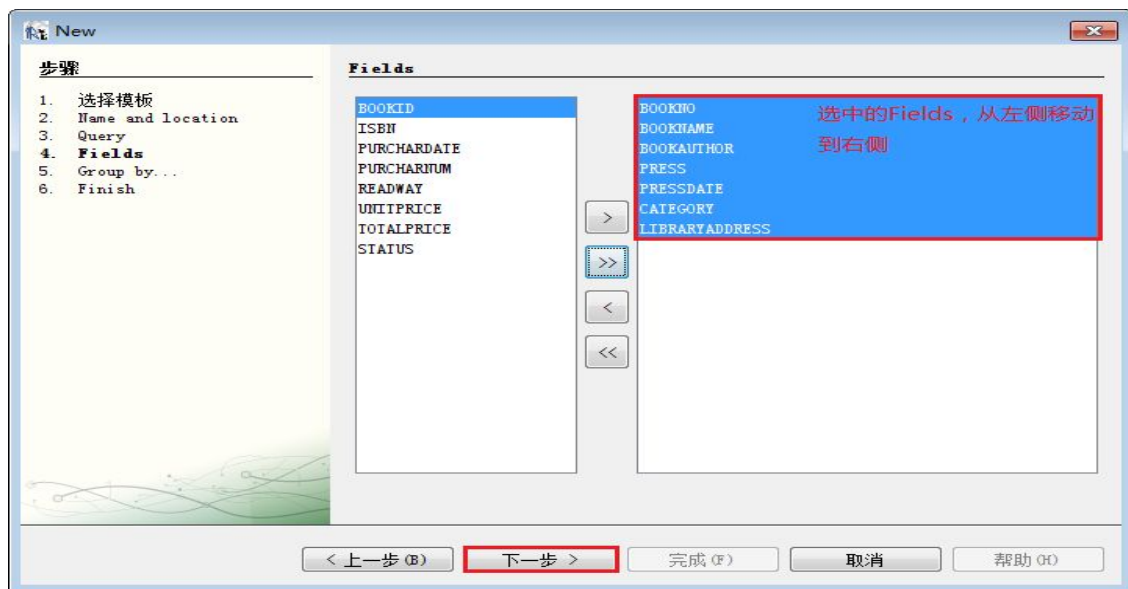 New
步骤
1. 选择模板
2. Name and location
3. Query
4. Fields
5. Group by...
6. Finish
Fields
BOOKID
ISBN
PURCHARDATE
PURCHARNUM
READWAY
UNITPRICE
TOTALPRICE
STATUS
>
>>
<
<<
BOOKNO
BOOKNAME
BOOKAUTHOR
PRESS
PRESSDATE
CATEGORY
LIBRARYADDRESS
选中的Fields，从左侧移动
到右侧
< 上一步(B) 下一步 > 完成(F) 取消 帮助(H)